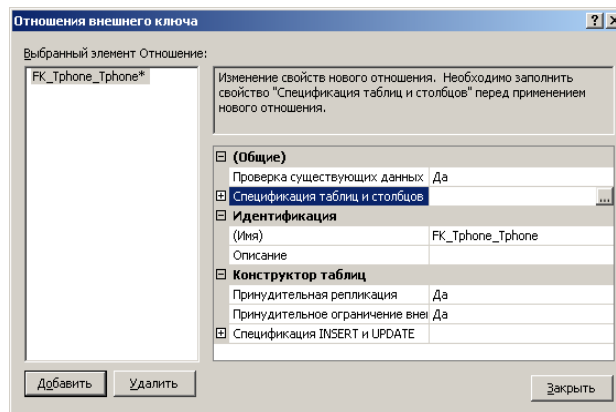 Отношения внешнего ключа
Выбранный элемент Отношение:
FK_Tphone_Tphone*
Изменение свойств нового отношения. Необходимо заполнить
свойство "Спецификация таблиц и столбцов" перед применением
нового отношения.
(Общие)
Проверка существующих данных Да
Спецификация таблиц и столбцов ...
Идентификация
(Имя) FK_Tphone_Tphone
Описание
Конструктор таблиц
Принудительная репликация Да
Принудительное ограничение вне Да
Спецификация INSERT и UPDATE
Добавить Удалить
Закрыть